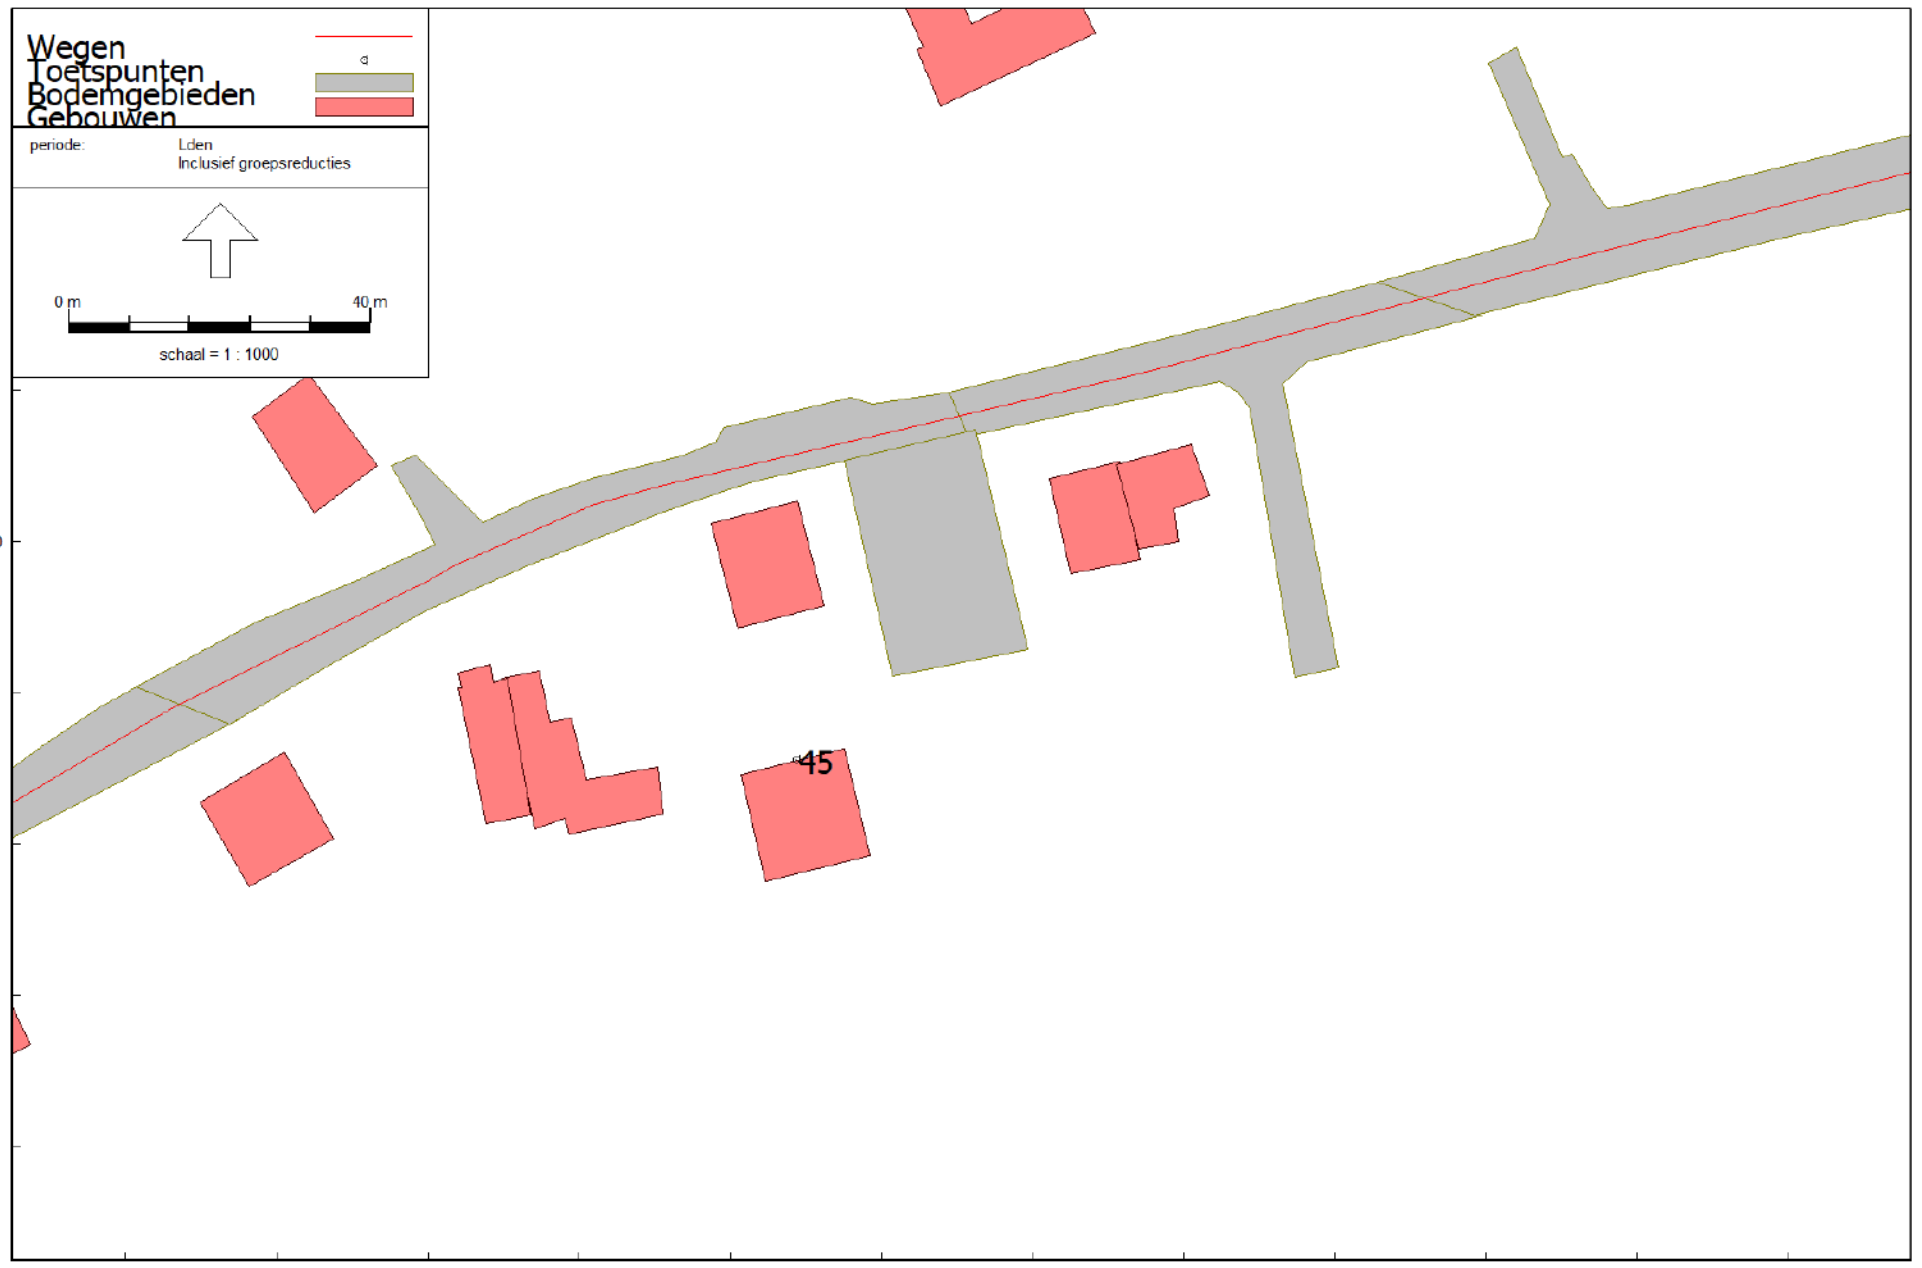 Wegen
Toetspunten
Bodemgebieden
Gebouwen
periode: Lden
Inclusief groepsreducties
0 m 40 m
schaal = 1 : 1000
45